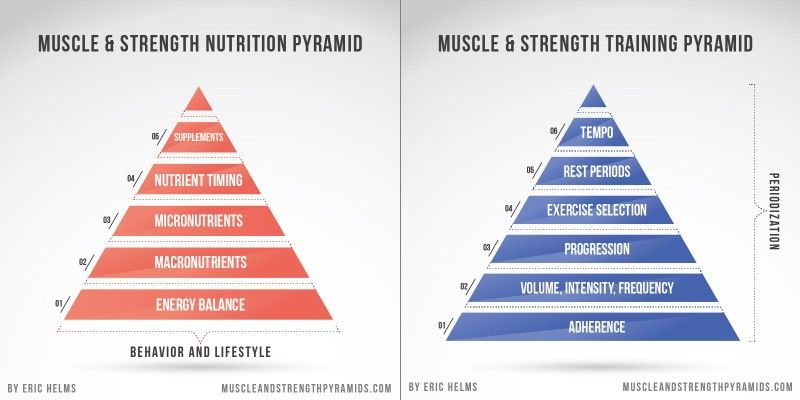 MUSCLE & STRENGTH NUTRITION PYRAMID
05 SUPPLEMENTS
04 NUTRIENT TIMING
03 MICRONUTRIENTS
02 MACRONUTRIENTS
01 ENERGY BALANCE
BEHAVIOR AND LIFESTYLE
BY ERIC HELMS
MUSCLEANDSTRENGTHPYRAMIDS.COM
MUSCLE & STRENGTH TRAINING PYRAMID
06 TEMPO
05 REST PERIODS
04 EXERCISE SELECTION
03 PROGRESSION
02 VOLUME, INTENSITY, FREQUENCY
01 ADHERENCE
PERIODIZATION
BY ERIC HELMS
MUSCLEANDSTRENGTHPYRAMIDS.COM